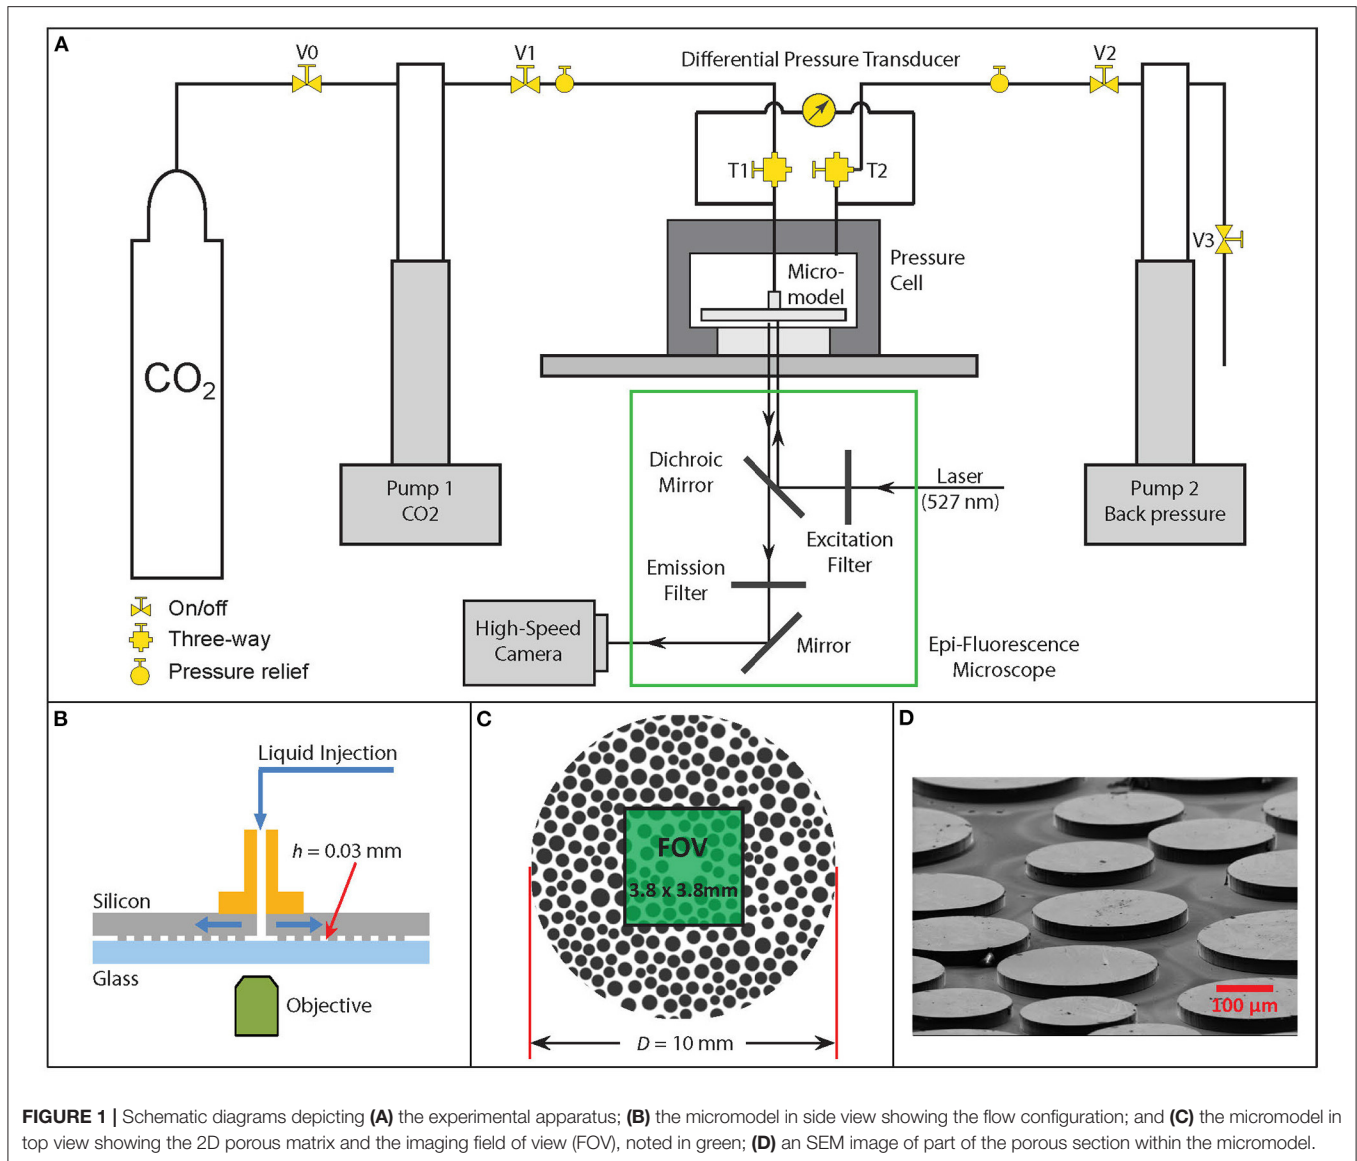 A
V0
V1
Differential Pressure Transducer
V2
T1
T2
V3
Pressure
Cell
Micro-
model
CO2
Pump 1
CO2
Dichroic
Mirror
Laser
(527 nm)
Pump 2
Back pressure
Excitation
Filter
Emission
Filter
On/off
Three-way
Pressure relief
High-Speed
Camera
Mirror
Epi-Fluorescence
Microscope
B
Liquid Injection
h = 0.03 mm
Silicon
Glass
Objective
C
FOV
3.8 x 3.8mm
D = 10 mm
D
100 µm
FIGURE 1 | Schematic diagrams depicting (A) the experimental apparatus; (B) the micromodel in side view showing the flow configuration; and (C) the micromodel in
top view showing the 2D porous matrix and the imaging field of view (FOV), noted in green; (D) an SEM image of part of the porous section within the micromodel.